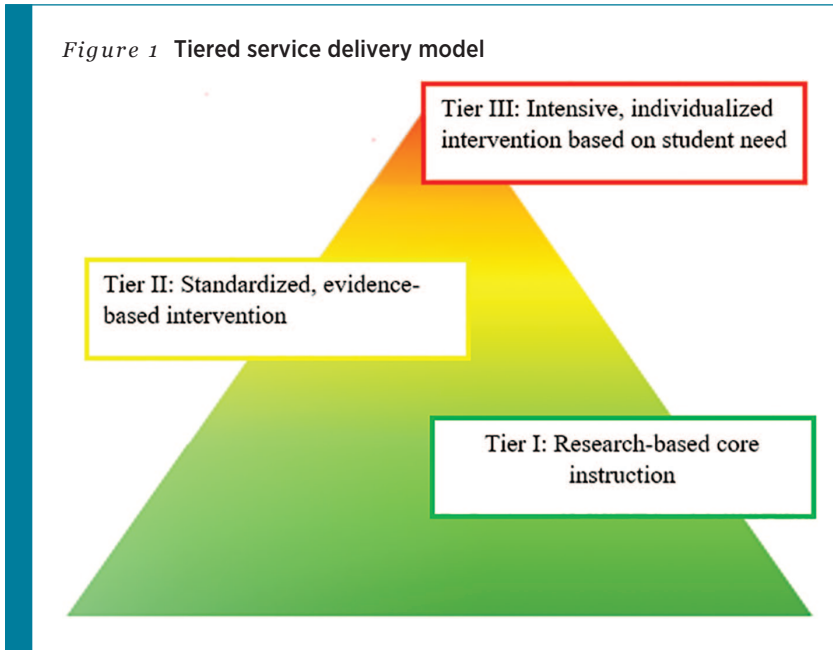 Figure 1 Tiered service delivery model
Tier III: Intensive, individualized
intervention based on student need
Tier II: Standardized, evidence-
based intervention
Tier I: Research-based core
instruction